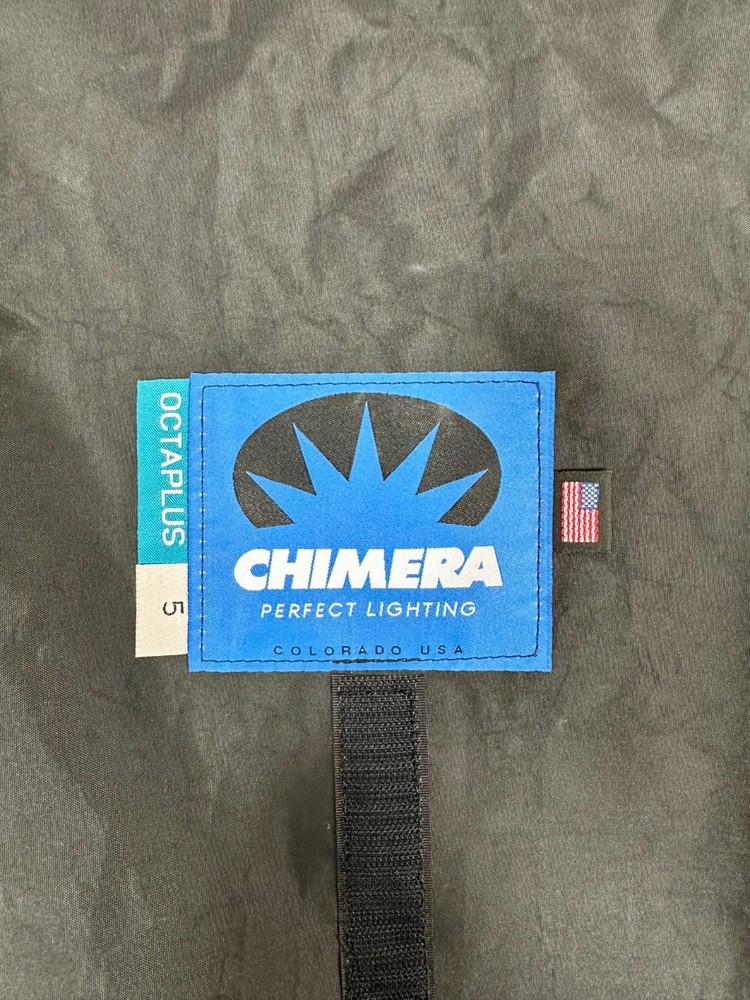 OCTAPLUS
5
CHIMERA
PERFECT LIGHTING
COLORADO USA